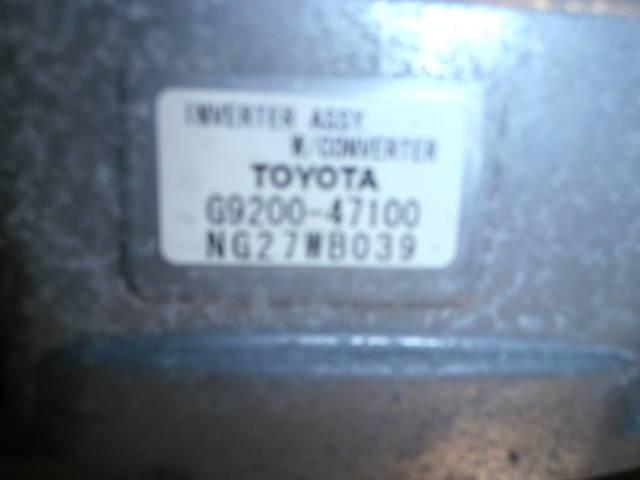 INVERTER ASSY
W/CONVERTER
TOYOTA
G9200-47100
NG27WB039